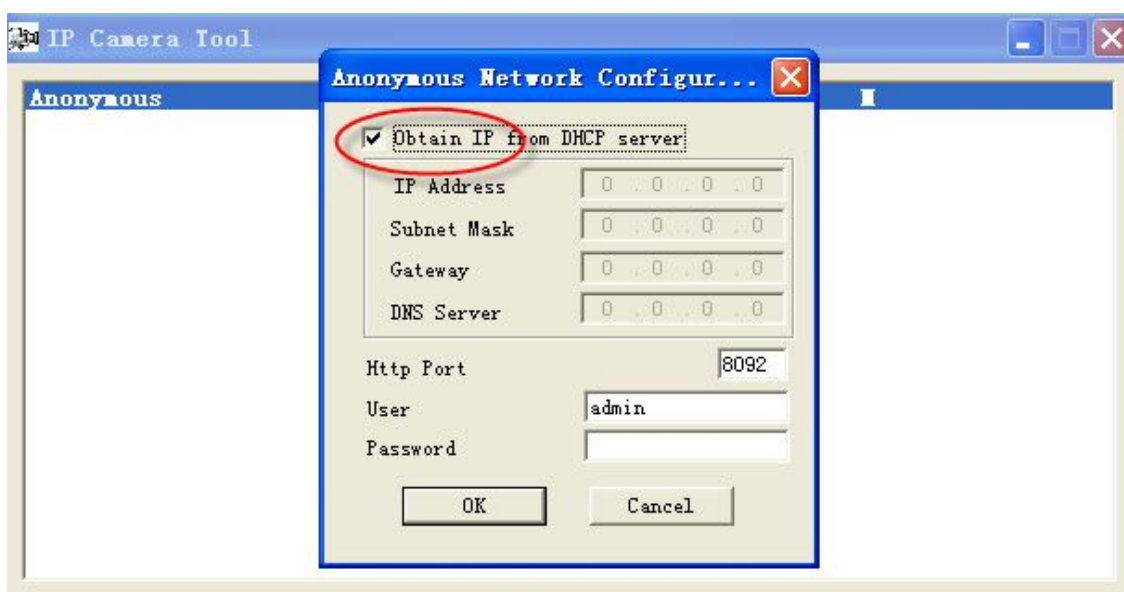 IP Camera Tool
Anonymous Network Configur...
Anonymous
Obtain IP from DHCP server
IP Address 0 . 0 . 0 . 0
Subnet Mask 0 . 0 . 0 . 0
Gateway 0 . 0 . 0 . 0
DNS Server 0 . 0 . 0 . 0
Http Port 8092
User admin
Password
OK Cancel